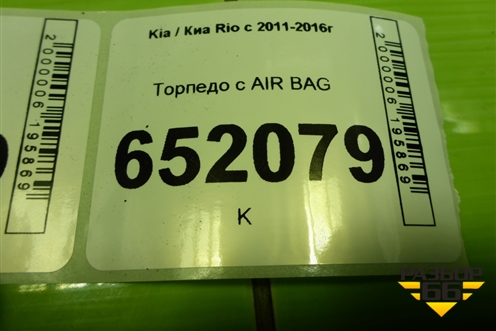 Kia / Киа Rio с 2011-2016г
Торпедо с AIR BAG
652079
K
2000006195869
2000006195869
РАЗБОР
66